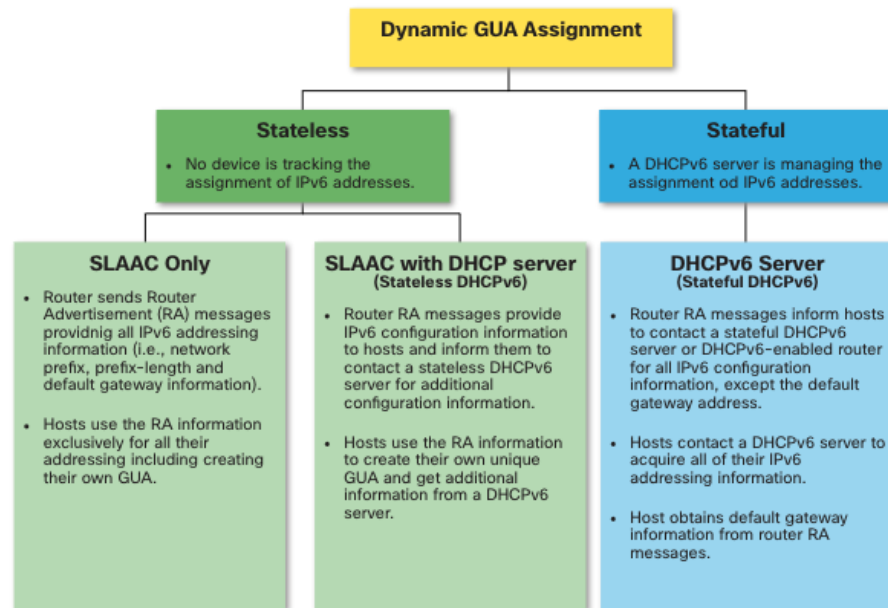 Dynamic GUA Assignment
Stateless
• No device is tracking the
assignment of IPv6 addresses.
Stateful
• A DHCPv6 server is managing the
assignment od IPv6 addresses.
SLAAC Only
• Router sends Router
Advertisement (RA) messages
providnig all IPv6 addressing
information (i.e., network
prefix, prefix-length and
default gateway information).
• Hosts use the RA information
exclusively for all their
addressing including creating
their own GUA.
SLAAC with DHCP server
(Stateless DHCPv6)
• Router RA messages provide
IPv6 configuration information
to hosts and inform them to
contact a stateless DHCPv6
server for additional
configuration information.
• Hosts use the RA information
to create their own unique
GUA and get additional
information from a DHCPv6
server.
DHCPv6 Server
(Stateful DHCPv6)
• Router RA messages inform hosts
to contact a stateful DHCPv6
server or DHCPv6-enabled router
for all IPv6 configuration
information, except the default
gateway address.
• Hosts contact a DHCPv6 server to
acquire all of their IPv6
addressing information.
• Host obtains default gateway
information from router RA
messages.